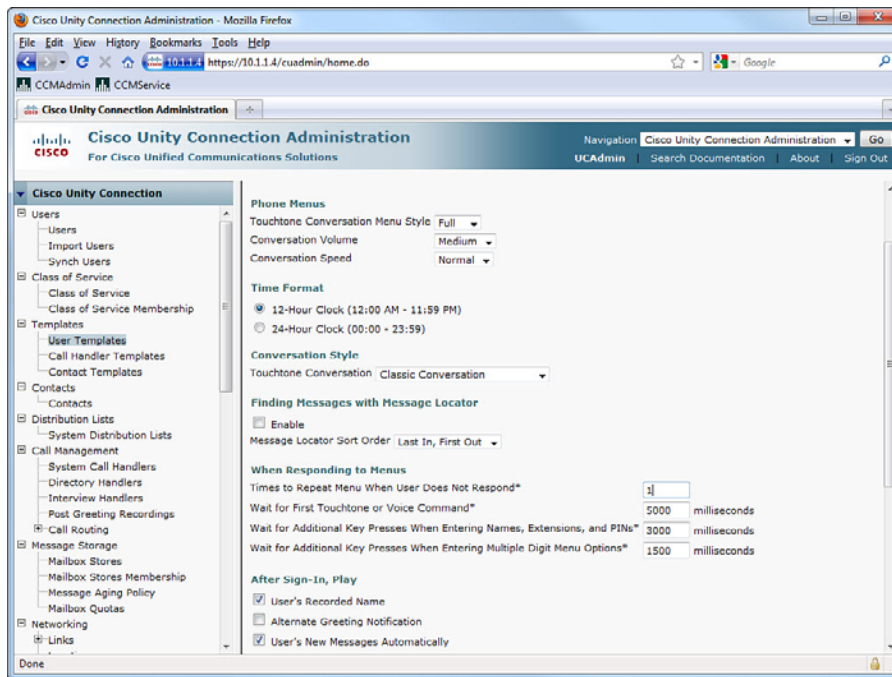 Cisco Unity Connection Administration - Mozilla Firefox
File Edit View History Bookmarks Tools Help
10.1.1.4 https://10.1.1.4/cuadmin/home.do
Google
CCMAdmin CCMService
Cisco Unity Connection Administration
CISCO
Cisco Unity Connection Administration
For Cisco Unified Communications Solutions
Navigation Cisco Unity Connection Administration Go
UCAdmin Search Documentation About Sign Out
Cisco Unity Connection
Users
Users
Import Users
Synch Users
Class of Service
Class of Service
Class of Service Membership
Templates
User Templates
Call Handler Templates
Contact Templates
Contacts
Contacts
Distribution Lists
System Distribution Lists
Call Management
System Call Handlers
Directory Handlers
Interview Handlers
Post Greeting Recordings
Call Routing
Message Storage
Mailbox Stores
Mailbox Stores Membership
Message Aging Policy
Mailbox Quotas
Networking
Links
Phone Menus
Touchtone Conversation Menu Style Full
Conversation Volume Medium
Conversation Speed Normal
Time Format
12-Hour Clock (12:00 AM - 11:59 PM)
24-Hour Clock (00:00 - 23:59)
Conversation Style
Touchtone Conversation Classic Conversation
Finding Messages with Message Locator
Enable
Message Locator Sort Order Last In, First Out
When Responding to Menus
Times to Repeat Menu When User Does Not Respond* 1
Wait for First Touchtone or Voice Command* 5000 milliseconds
Wait for Additional Key Presses When Entering Names, Extensions, and PINs* 3000 milliseconds
Wait for Additional Key Presses When Entering Multiple Digit Menu Options* 1500 milliseconds
After Sign-In, Play
User's Recorded Name
Alternate Greeting Notification
User's New Messages Automatically
Done